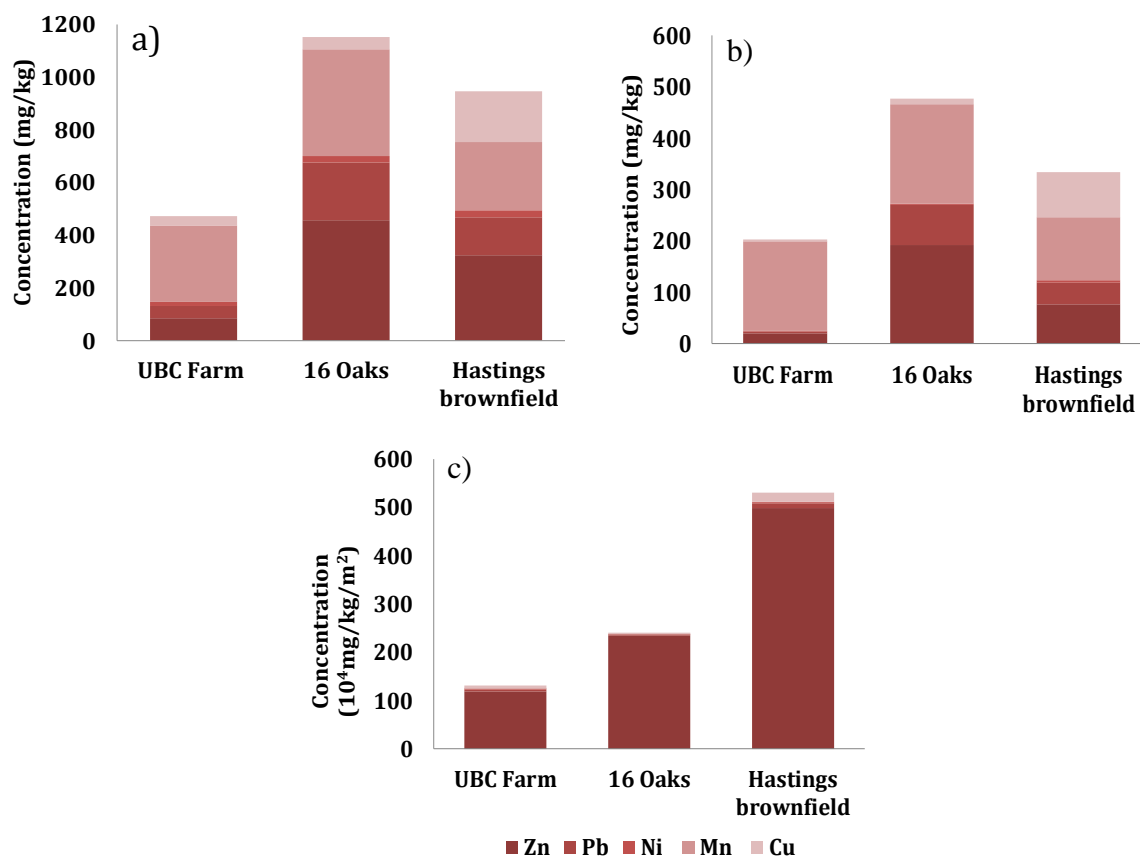 a)
Concentration (mg/kg)
1200
1000
800
600
400
200
0
UBC Farm
16 Oaks
Hastings
brownfield
b)
Concentration (mg/kg)
600
500
400
300
200
100
0
UBC Farm
16 Oaks
Hastings
brownfield
c)
Concentration
(10⁴mg/kg/m²)
600
500
400
300
200
100
0
UBC Farm
16 Oaks
Hastings
brownfield
Zn Pb Ni Mn Cu